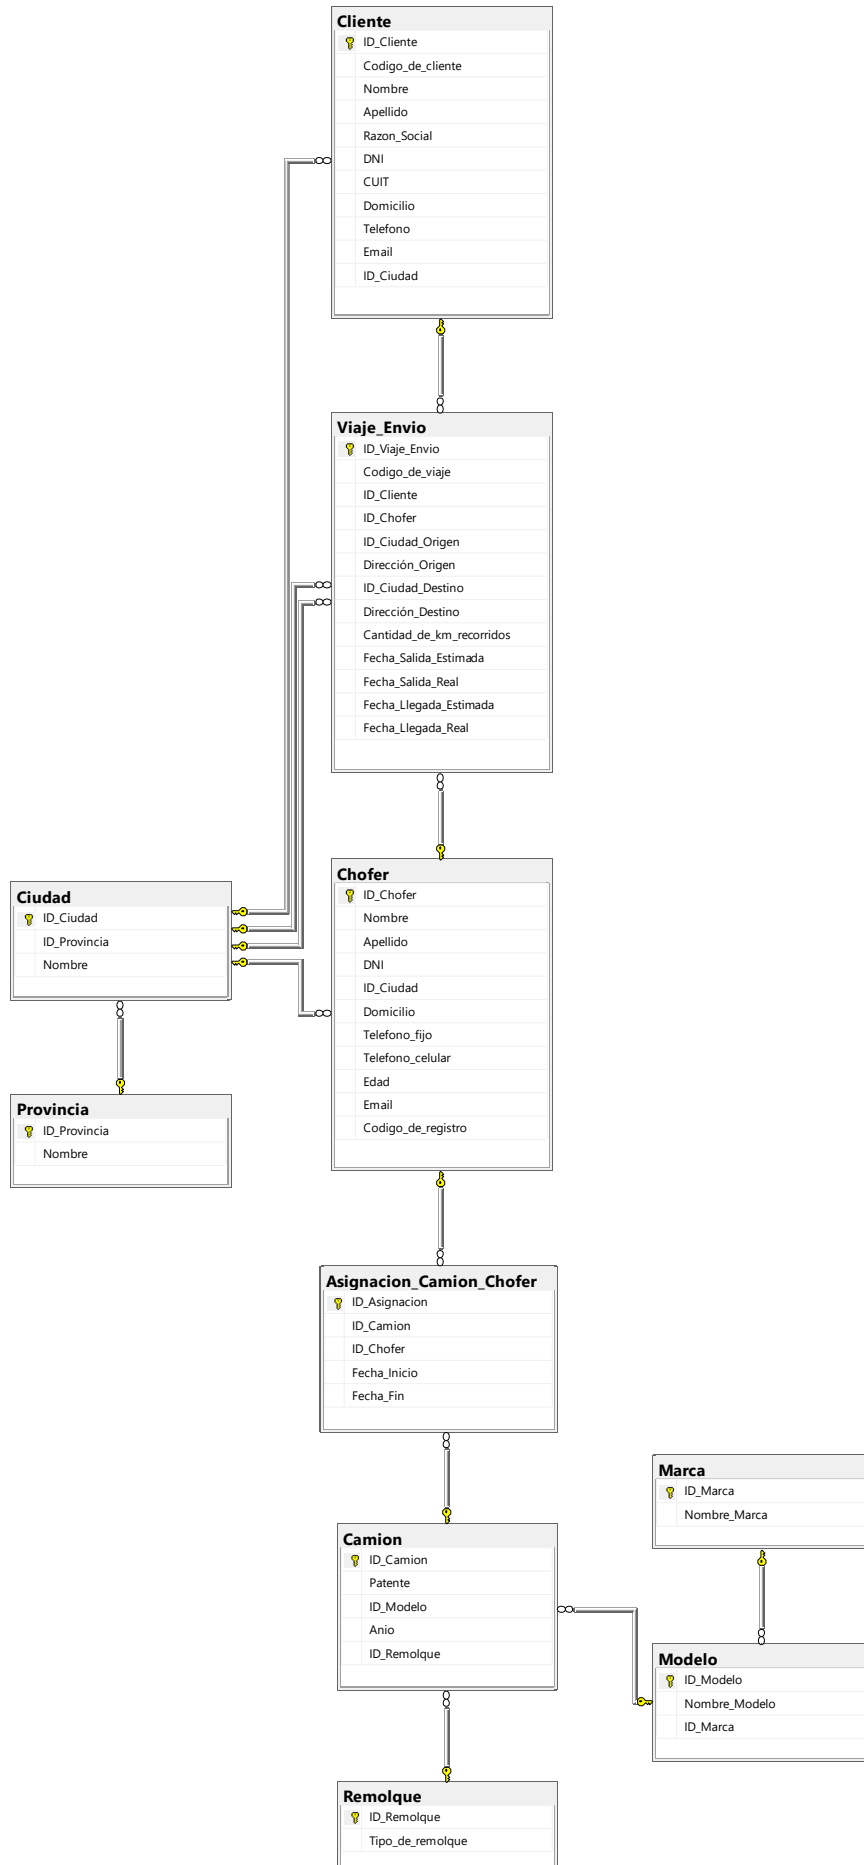 Cliente
ID_Cliente
Codigo_de_cliente
Nombre
Apellido
Razon_Social
DNI
CUIT
Domicilio
Telefono
Email
ID_Ciudad
Viaje_Envio
ID_Viaje_Envio
Codigo_de_viaje
ID_Cliente
ID_Chofer
ID_Ciudad_Origen
Dirección_Origen
ID_Ciudad_Destino
Dirección_Destino
Cantidad_de_km_recorridos
Fecha_Salida_Estimada
Fecha_Salida_Real
Fecha_Llegada_Estimada
Fecha_Llegada_Real
Ciudad
ID_Ciudad
ID_Provincia
Nombre
Provincia
ID_Provincia
Nombre
Chofer
ID_Chofer
Nombre
Apellido
DNI
ID_Ciudad
Domicilio
Telefono_fijo
Telefono_celular
Edad
Email
Codigo_de_registro
Asignacion_Camion_Chofer
ID_Asignacion
ID_Camion
ID_Chofer
Fecha_Inicio
Fecha_Fin
Marca
ID_Marca
Nombre_Marca
Camion
ID_Camion
Patente
ID_Modelo
Anio
ID_Remolque
Modelo
ID_Modelo
Nombre_Modelo
ID_Marca
Remolque
ID_Remolque
Tipo_de_remolque